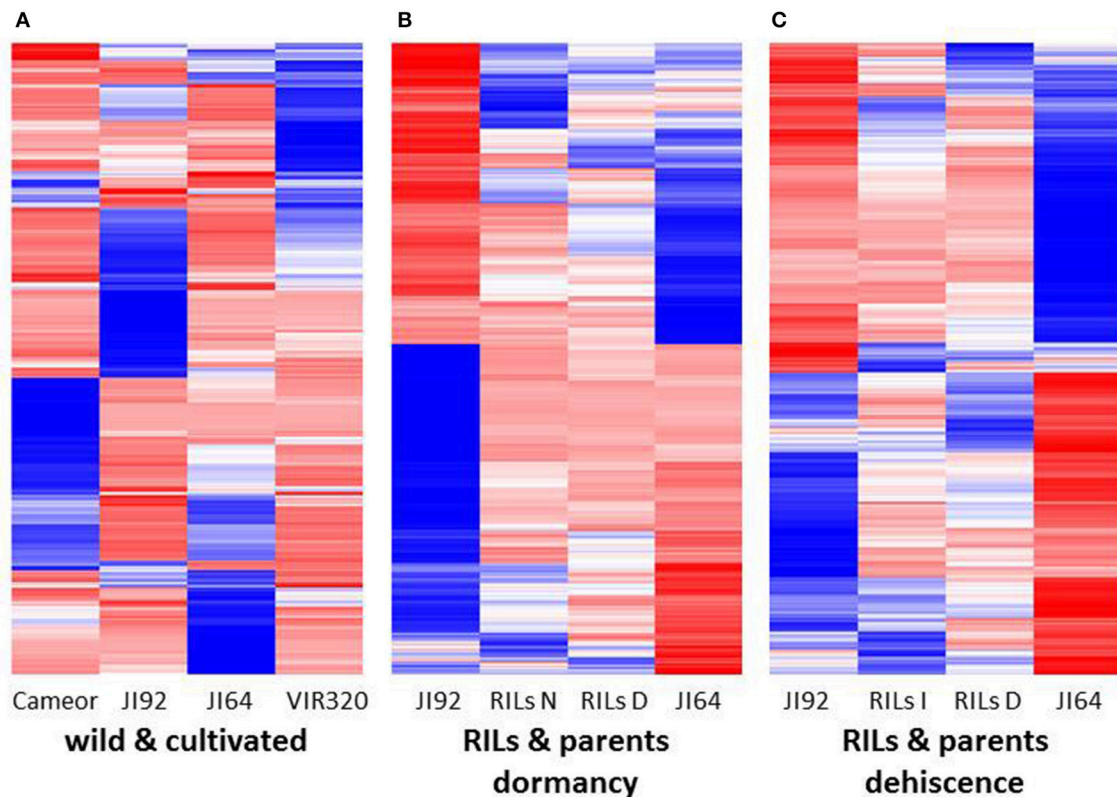 A B C
Cameor JI92 JI64 VIR320 JI92 RILs N RILs D JI64 JI92 RILs I RILs D JI64
wild & cultivated RILs & parents RILs & parents
dormancy dehiscence